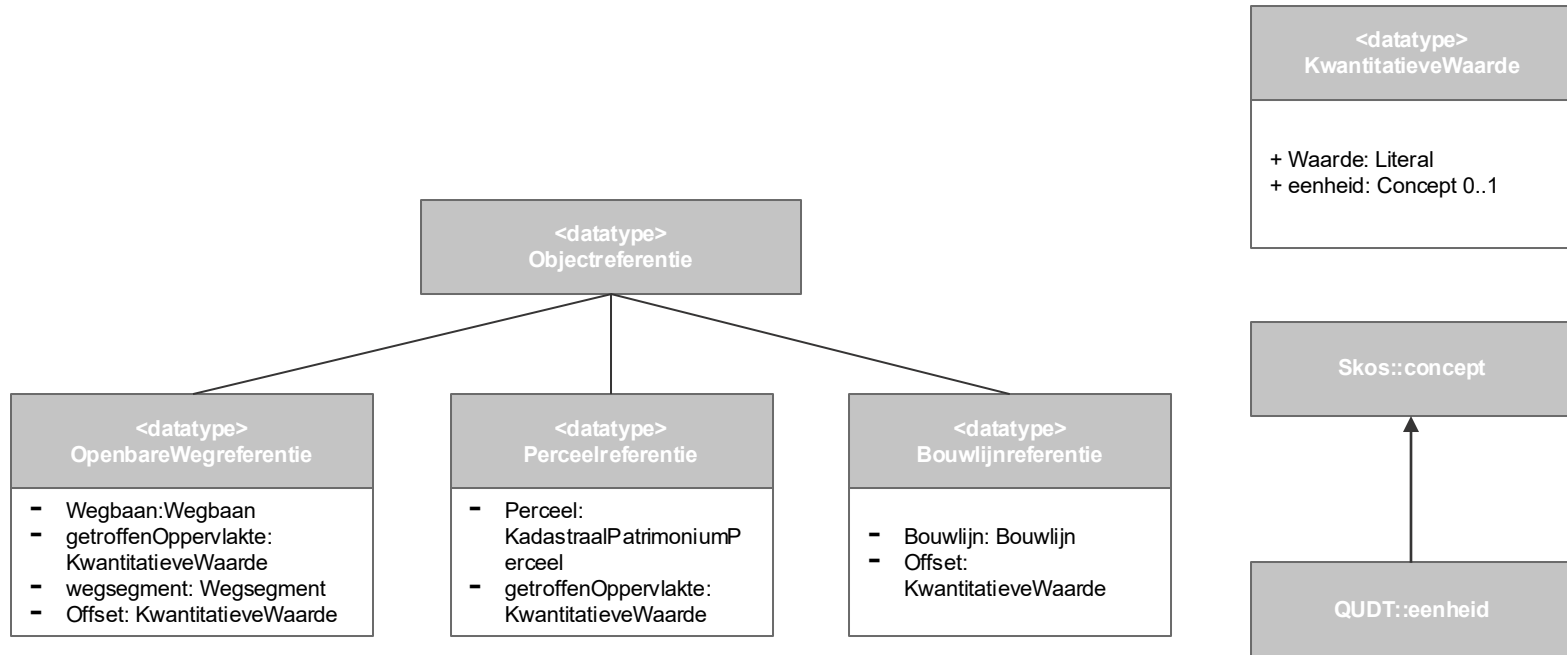 <datatype>
KwantitatieveWaarde
+ Waarde: Literal
+ eenheid: Concept 0..1
<datatype>
Objectreferentie
Skos::concept
<datatype>
OpenbareWegreferentie
- Wegbaan:Wegbaan
- getroffenOppervlakte:
KwantitatieveWaarde
- wegsegment: Wegsegment
- Offset: KwantitatieveWaarde
<datatype>
Perceelreferentie
- Perceel:
KadastraalPatrimoniumP
erceel
- getroffenOppervlakte:
KwantitatieveWaarde
<datatype>
Bouwlijnreferentie
- Bouwlijn: Bouwlijn
- Offset:
KwantitatieveWaarde
QUDT::eenheid